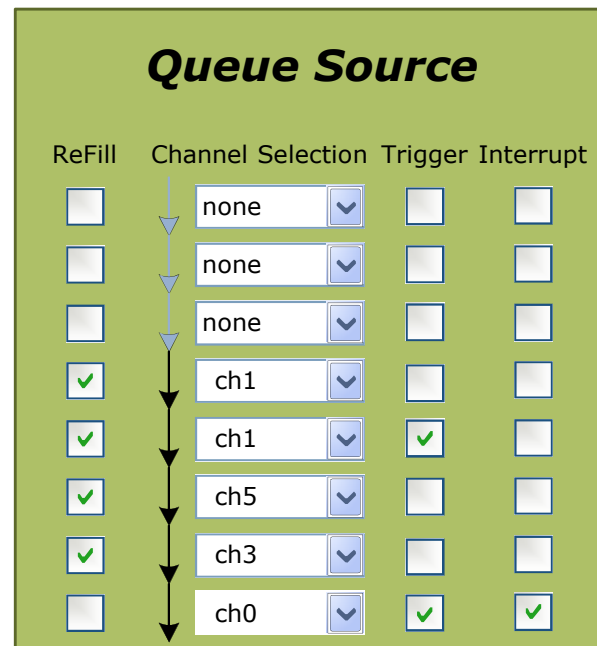 Queue Source
ReFill Channel Selection Trigger Interrupt
none
none
none
ch1
ch1
ch5
ch3
ch0